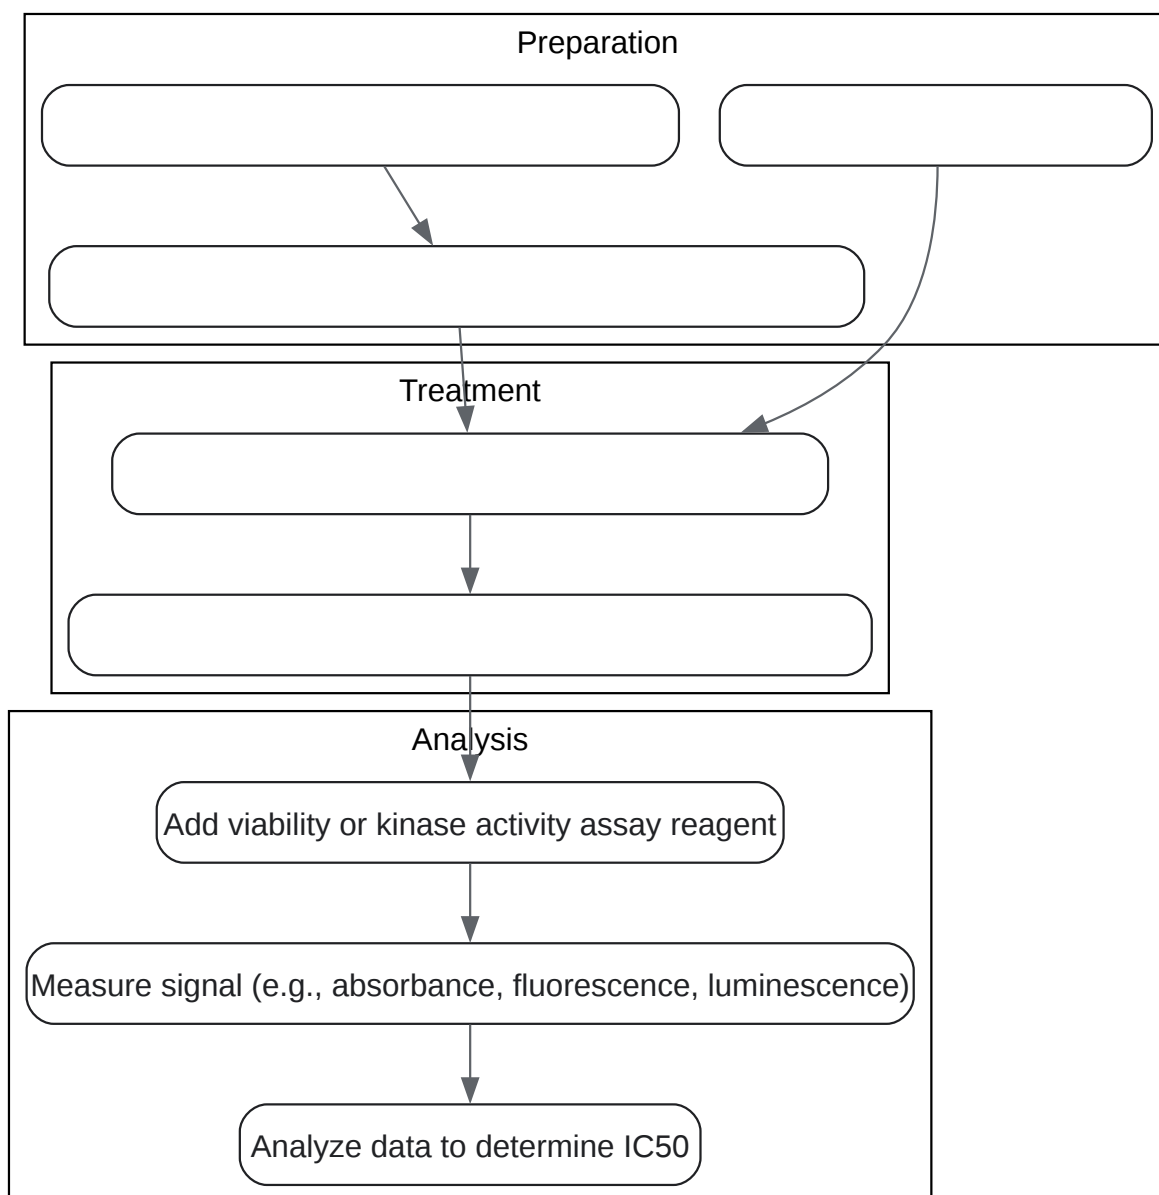 Preparation
Treatment
Analysis
Add viability or kinase activity assay reagent
Measure signal (e.g., absorbance, fluorescence, luminescence)
Analyze data to determine IC50